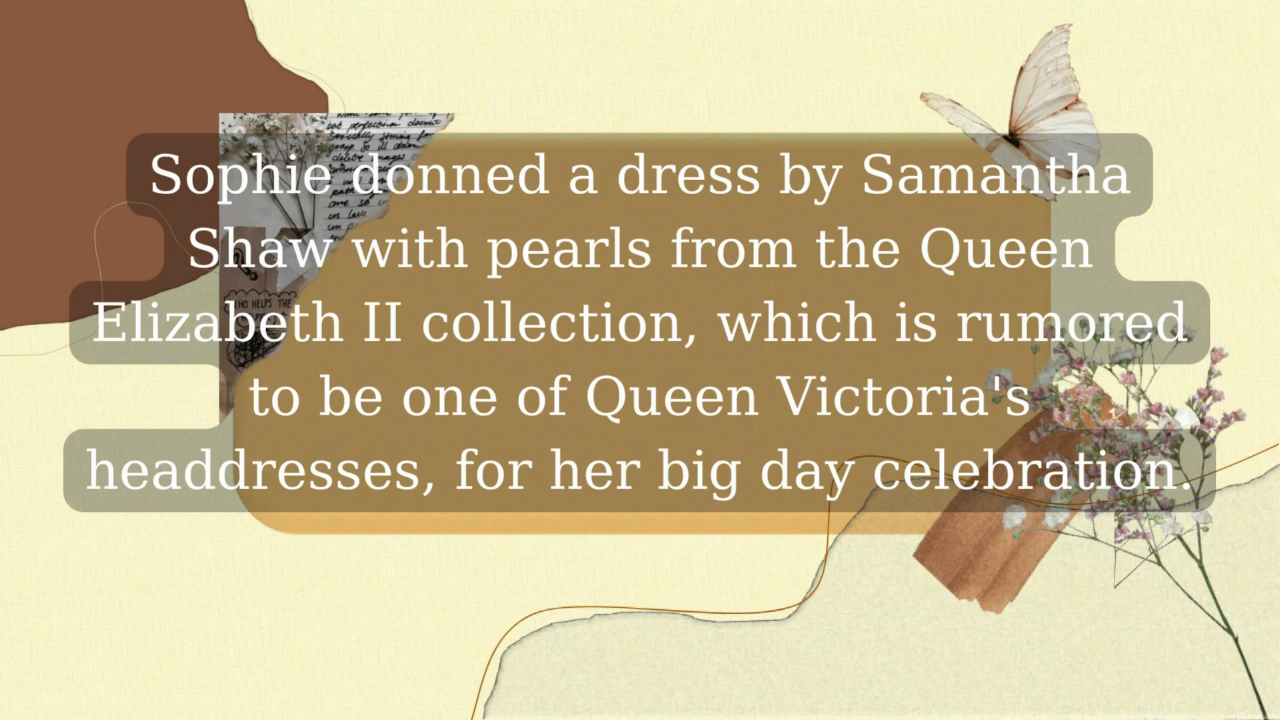 Sophie donned a dress by Samantha
Shaw with pearls from the Queen
Elizabeth II collection, which is rumored
to be one of Queen Victoria's
headdresses, for her big day celebration.